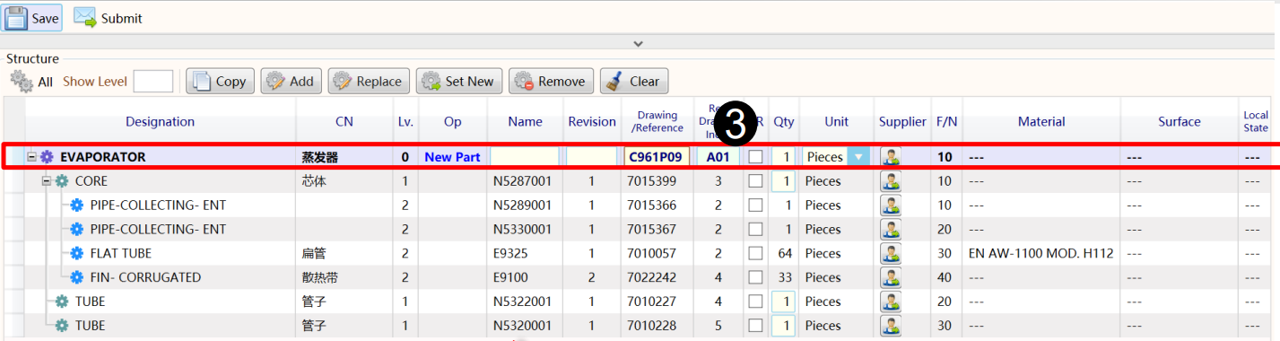 Save Submit
Structure
All Show Level Copy Add Replace Set New Remove Clear
Designation CN Lv. Op Name Revision Drawing /Reference 3 R Qty Unit Supplier F/N Material Surface Local State
EVAPORATOR 蒸发器 0 New Part C961P09 A01 1 Pieces 10 --- ---
CORE 芯体 1 N5287001 1 7015399 3 1 Pieces 10 --- ---
PIPE-COLLECTING- ENT 2 N5289001 1 7015366 2 1 Pieces 10 --- ---
PIPE-COLLECTING- ENT 2 N5330001 1 7015367 2 1 Pieces 20 --- ---
FLAT TUBE 扁管 2 E9325 1 7010057 2 64 Pieces 30 EN AW-1100 MOD. H112 ---
FIN- CORRUGATED 散热带 2 E9100 2 7022242 4 33 Pieces 40 --- ---
TUBE 管子 1 N5322001 1 7010227 4 1 Pieces 20 --- ---
TUBE 管子 1 N5320001 1 7010228 5 1 Pieces 30 --- ---